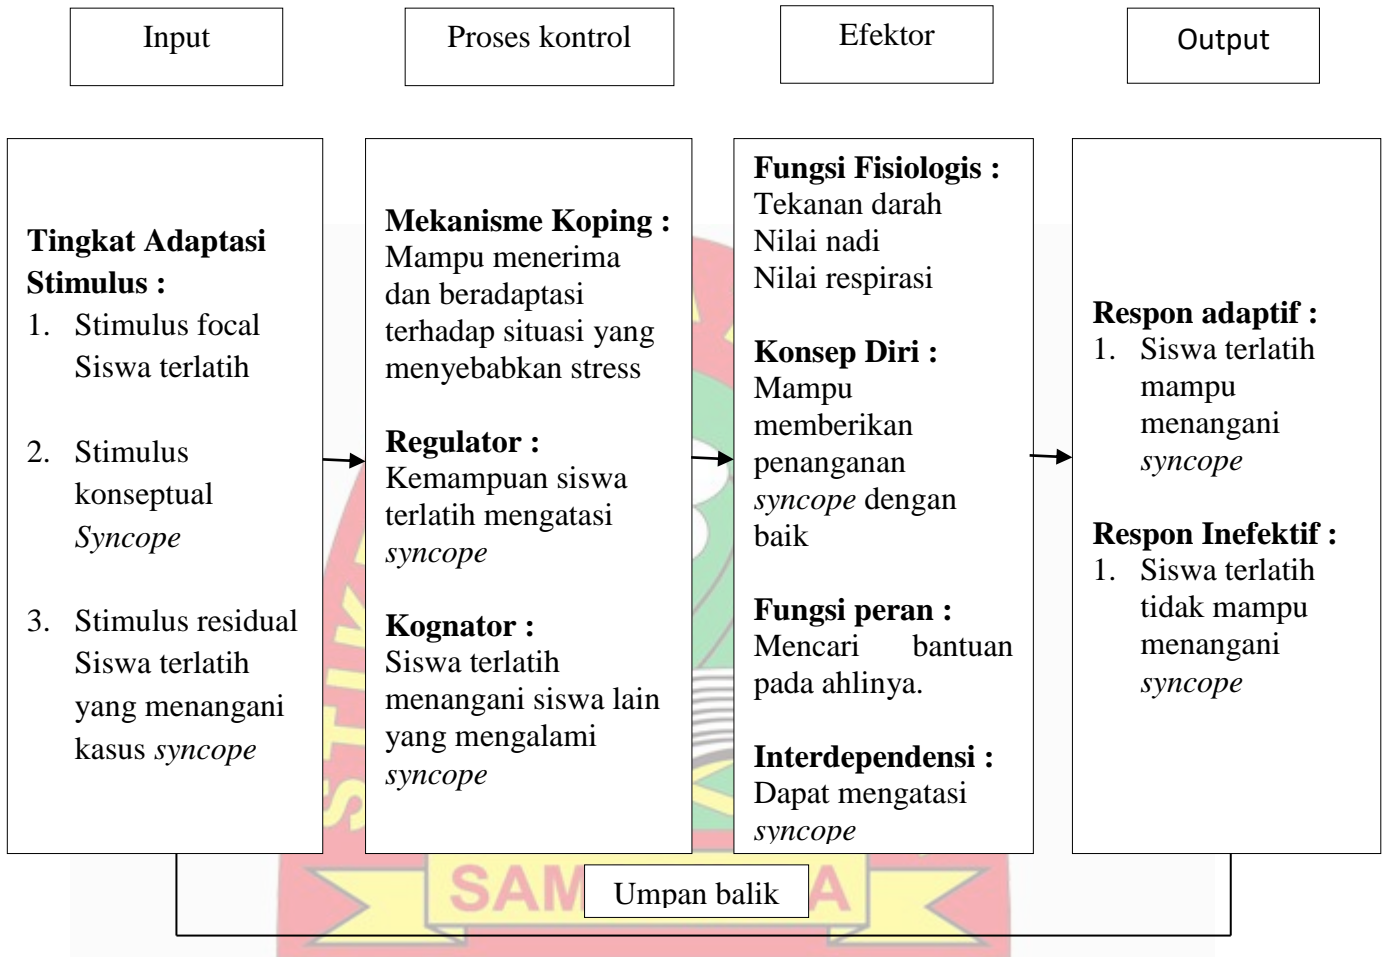 Input
Proses kontrol
Efektor
Output
Tingkat Adaptasi
Stimulus :
1. Stimulus focal
Siswa terlatih
2. Stimulus
konseptual
Syncope
3. Stimulus residual
Siswa terlatih
yang menangani
kasus syncope
Mekanisme Koping :
Mampu menerima
dan beradaptasi
terhadap situasi yang
menyebabkan stress
Regulator :
Kemampuan siswa
terlatih mengatasi
syncope
Kognator :
Siswa terlatih
menangani siswa lain
yang mengalami
syncope
Fungsi Fisiologis :
Tekanan darah
Nilai nadi
Nilai respirasi
Konsep Diri :
Mampu
memberikan
penanganan
syncope dengan
baik
Fungsi peran :
Mencari bantuan
pada ahlinya.
Interdependensi :
Dapat mengatasi
syncope
Respon adaptif :
1. Siswa terlatih
mampu
menangani
syncope
Respon Inefektif :
1. Siswa terlatih
tidak mampu
menangani
syncope
Umpan balik